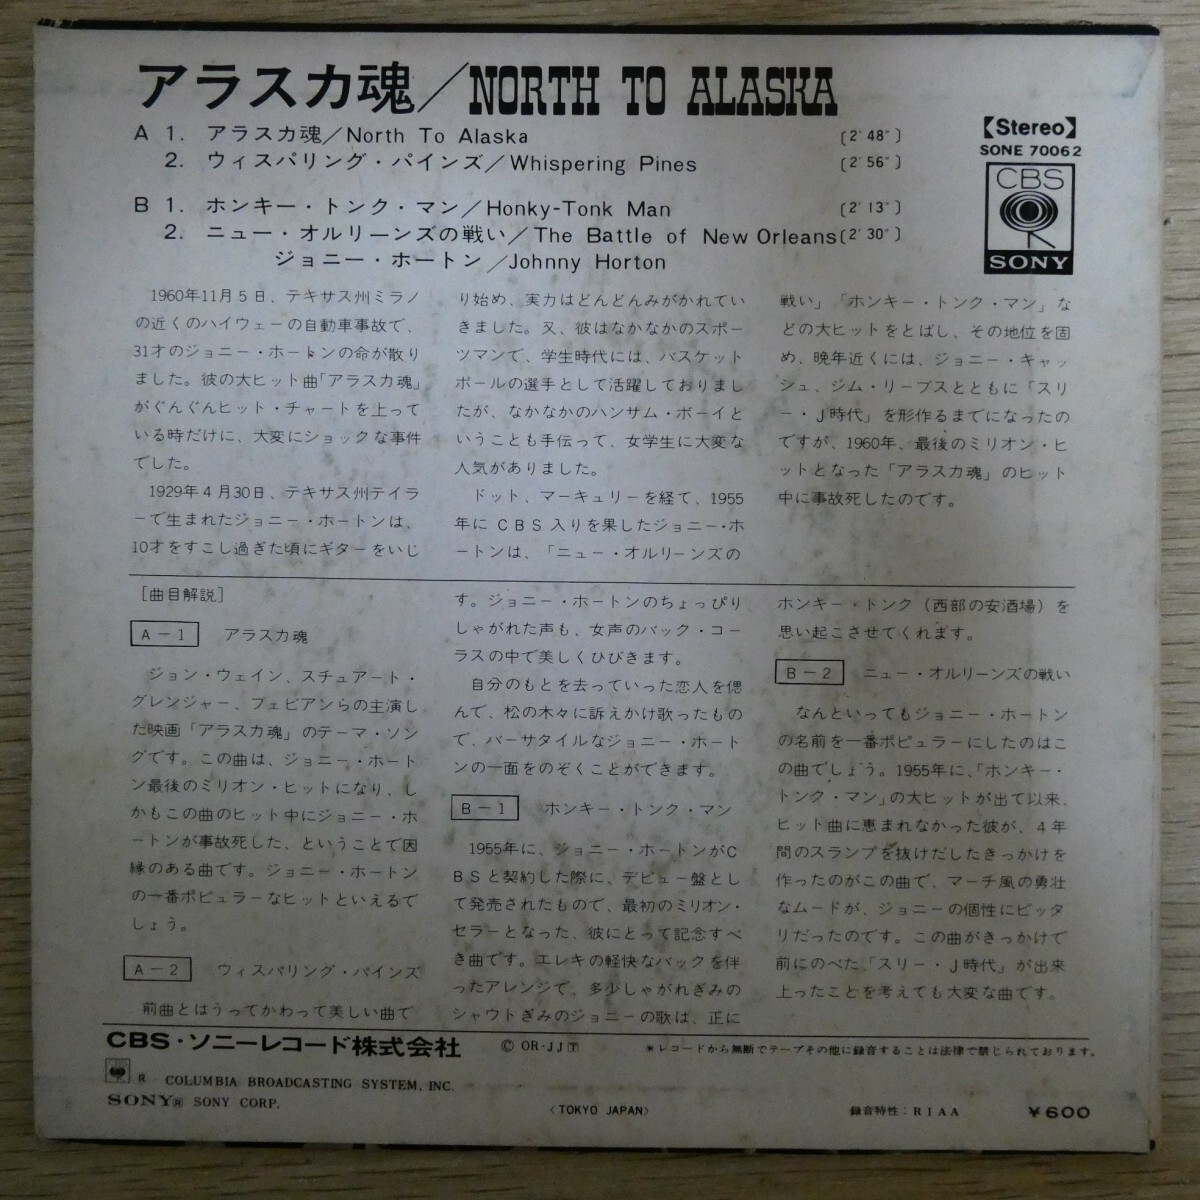 アラスカ魂/NORTH TO ALASKA
A 1. アラスカ魂/North To Alaska [2'48"]
2. ウィスパリング・パインズ/Whispering Pines [2'56"]
B 1. ホンキー・トンク・マン/Honky-Tonk Man [2'13"]
2. ニュー・オルリーンズの戦い/The Battle of New Orleans [2'30"]
ジョニー・ホートン/Johnny Horton
【Stereo】
SONE 70062
CBS
SONY
1960年11月5日、テキサス州ミラノ
の近くのハイウェーの自動車事故で、
31才のジョニー・ホートンの命が散り
ました。彼の大ヒット曲「アラスカ魂」
がぐんぐんヒット・チャートを上って
いる時だけに、大変にショックな事件
でした。
1929年4月30日、テキサス州テイラ
ーで生まれたジョニー・ホートンは、
10才をすこし過ぎた頃にギターをいじ
り始め、実力はどんどんみがかれてい
きました。又、彼はなかなかのスポー
ツマンで、学生時代には、バスケット
ボールの選手として活躍しておりまし
たが、なかなかのハンサム・ボーイと
いうことも手伝って、女学生に大変な
人気がありました。
ドット、マーキュリーを経て、1955
年にCBS入りを果したジョニー・ホ
ートンは、「ニュー・オルリーンズの
戦い」「ホンキー・トンク・マン」な
どの大ヒットをとばし、その地位を固
め、晩年近くには、ジョニー・キャッ
シュ、ジム・リーブスとともに「スリ
ー・J時代」を形作るまでになったの
ですが、1960年、最後のミリオン・ヒ
ットとなった「アラスカ魂」のヒット
中に事故死したのです。
[曲目解説]
A-1 アラスカ魂
ジョン・ウェイン、スチュアート・
グレンジャー、フェビアンらの主演し
た映画「アラスカ魂」のテーマ・ソン
グです。この曲は、ジョニー・ホート
ン最後のミリオン・ヒットになり、し
かもこの曲のヒット中にジョニー・ホ
ートンが事故死した、ということで因
縁のある曲です。ジョニー・ホートン
の一番ポピュラーなヒットといえるで
しょう。
A-2 ウィスパリング・パインズ
前曲とはうってかわって美しい曲で
す。ジョニー・ホートンのちょっぴり
しゃがれた声も、女声のバック・コー
ラスの中で美しくひびきます。
自分のもとを去っていった恋人を偲
んで、松の木々に訴えかけ歌ったもの
で、バーサタイルなジョニー・ホート
ンの一面をのぞくことができます。
B-1 ホンキー・トンク・マン
1955年に、ジョニー・ホートンがC
BSと契約した際に、デビュー盤とし
て発売されたもので、最初のミリオン・
セラーとなった、彼にとって記念すべ
き曲です。エレキの軽快なバックを伴
ったアレンジで、多少しゃがれぎみの
シャウトぎみのジョニーの歌は、正に
ホンキー・トンク(西部の安酒場)を
思い起こさせてくれます。
B-2 ニュー・オルリーンズの戦い
なんといってもジョニー・ホートン
の名前を一番ポピュラーにしたのはこ
の曲でしょう。1955年に、「ホンキー・
トンク・マン」の大ヒットが出て以来、
ヒット曲に恵まれなかった彼が、4年
間のスランプを抜けだしたきっかけを
作ったのがこの曲で、マーチ風の勇壮
なムードが、ジョニーの個性にピッタ
リだったのです。この曲がきっかけで
前にのべた、「スリー・J時代」が出来
上ったことを考えても大変な曲です。
CBS・ソニーレコード株式会社
Ⓒ OR・JJ Ⓣ
※レコードから無断でテープその他に録音することは法律で禁じられております。
R COLUMBIA BROADCASTING SYSTEM, INC.
SONY® SONY CORP.
〈TOKYO JAPAN〉
録音特性:RIAA
¥600